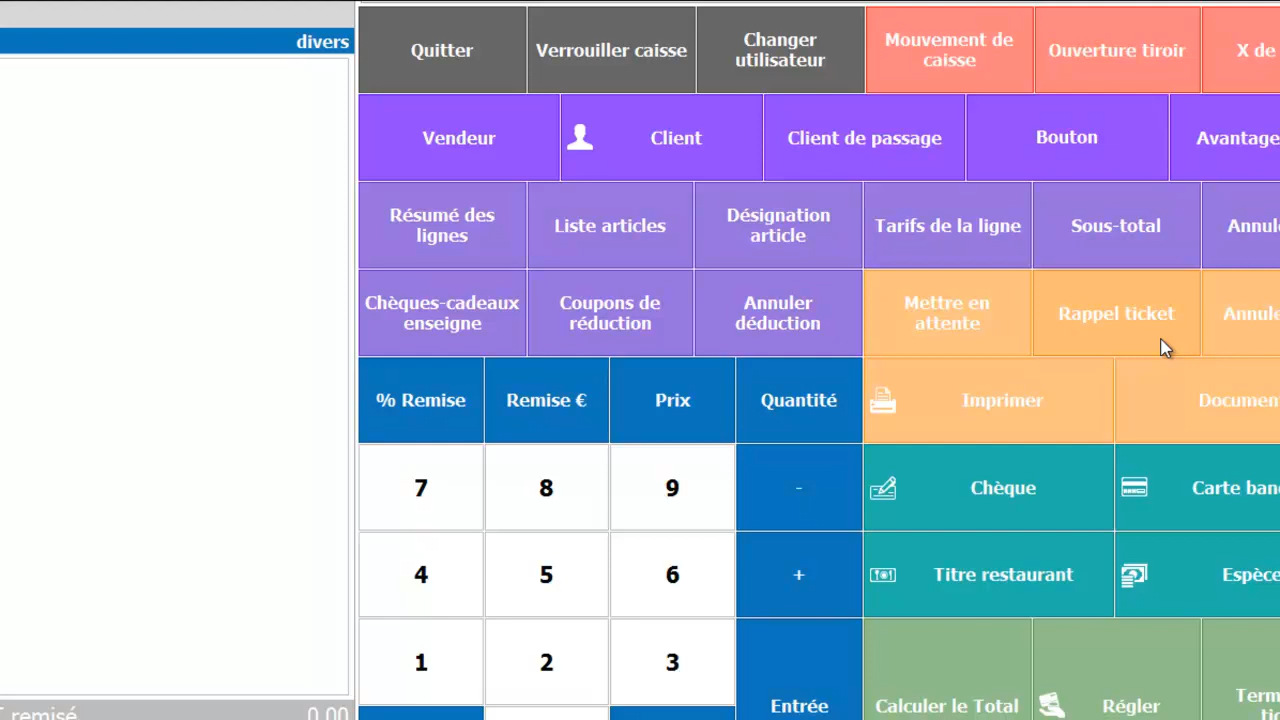 divers
Quitter
Verrouiller caisse
Changer
utilisateur
Mouvement de
caisse
Ouverture tiroir
X de
Vendeur
Client
Client de passage
Bouton
Avantage
Résumé des
lignes
Liste articles
Désignation
article
Tarifs de la ligne
Sous-total
Annul
Chèques-cadeaux
enseigne
Coupons de
réduction
Annuler
déduction
Mettre en
attente
Rappel ticket
Annul
% Remise
Remise €
Prix
Quantité
Imprimer
Documen
7
8
9
-
Chèque
Carte ban
4
5
6
+
Titre restaurant
Espèce
1
2
3
Entrée
Calculer le Total
Régler
Term
tic
T remisé
0.00